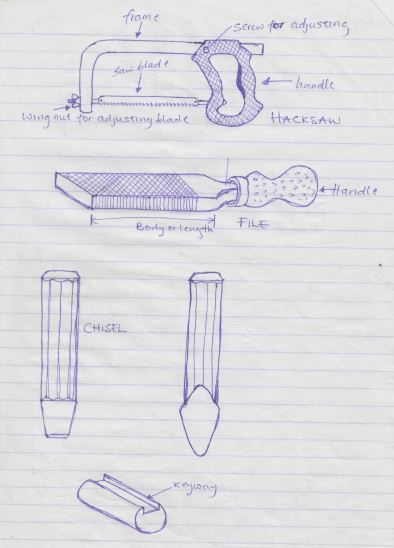 frame
screw for adjusting
saw blade
handle
wing nut for adjusting blade
HACKSAW
Handle
Body or length
FILE
CHISEL
keyway